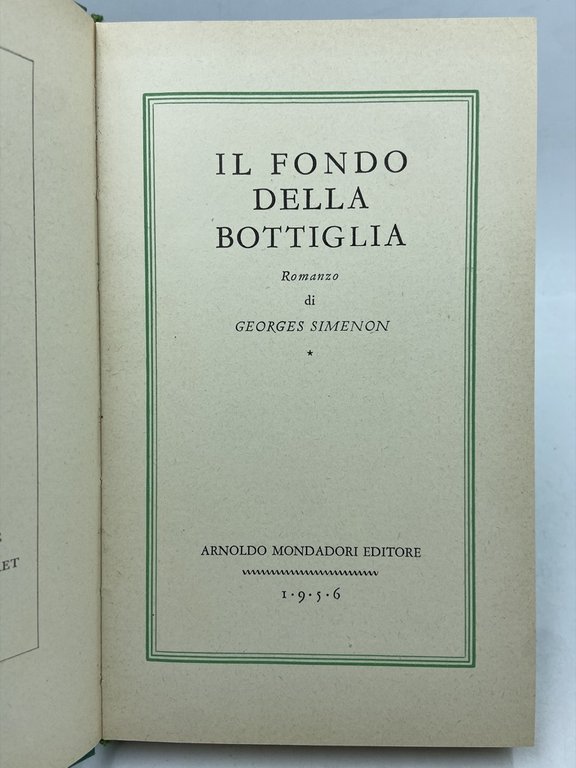 IL FONDO
DELLA
BOTTIGLIA
Romanzo
di
GEORGES SIMENON
*
ARNOLDO MONDADORI EDITORE
1·9·5·6